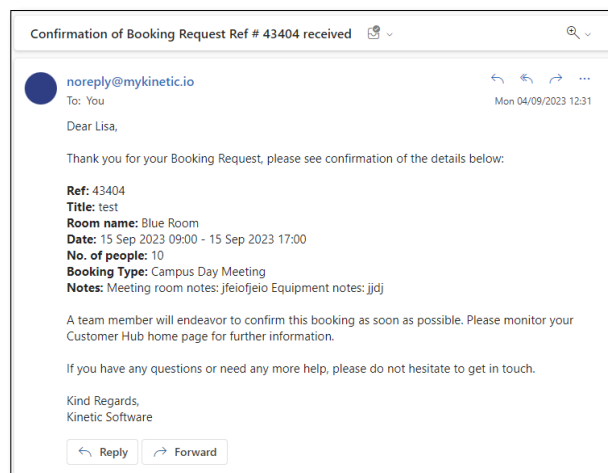 Confirmation of Booking Request Ref # 43404 received
noreply@mykinetic.io
To: You
Mon 04/09/2023 12:31
Dear Lisa,
Thank you for your Booking Request, please see confirmation of the details below:
Ref: 43404
Title: test
Room name: Blue Room
Date: 15 Sep 2023 09:00 - 15 Sep 2023 17:00
No. of people: 10
Booking Type: Campus Day Meeting
Notes: Meeting room notes: jfeiofjeio Equipment notes: jjdj
A team member will endeavor to confirm this booking as soon as possible. Please monitor your
Customer Hub home page for further information.
If you have any questions or need any more help, please do not hesitate to get in touch.
Kind Regards,
Kinetic Software
Reply Forward